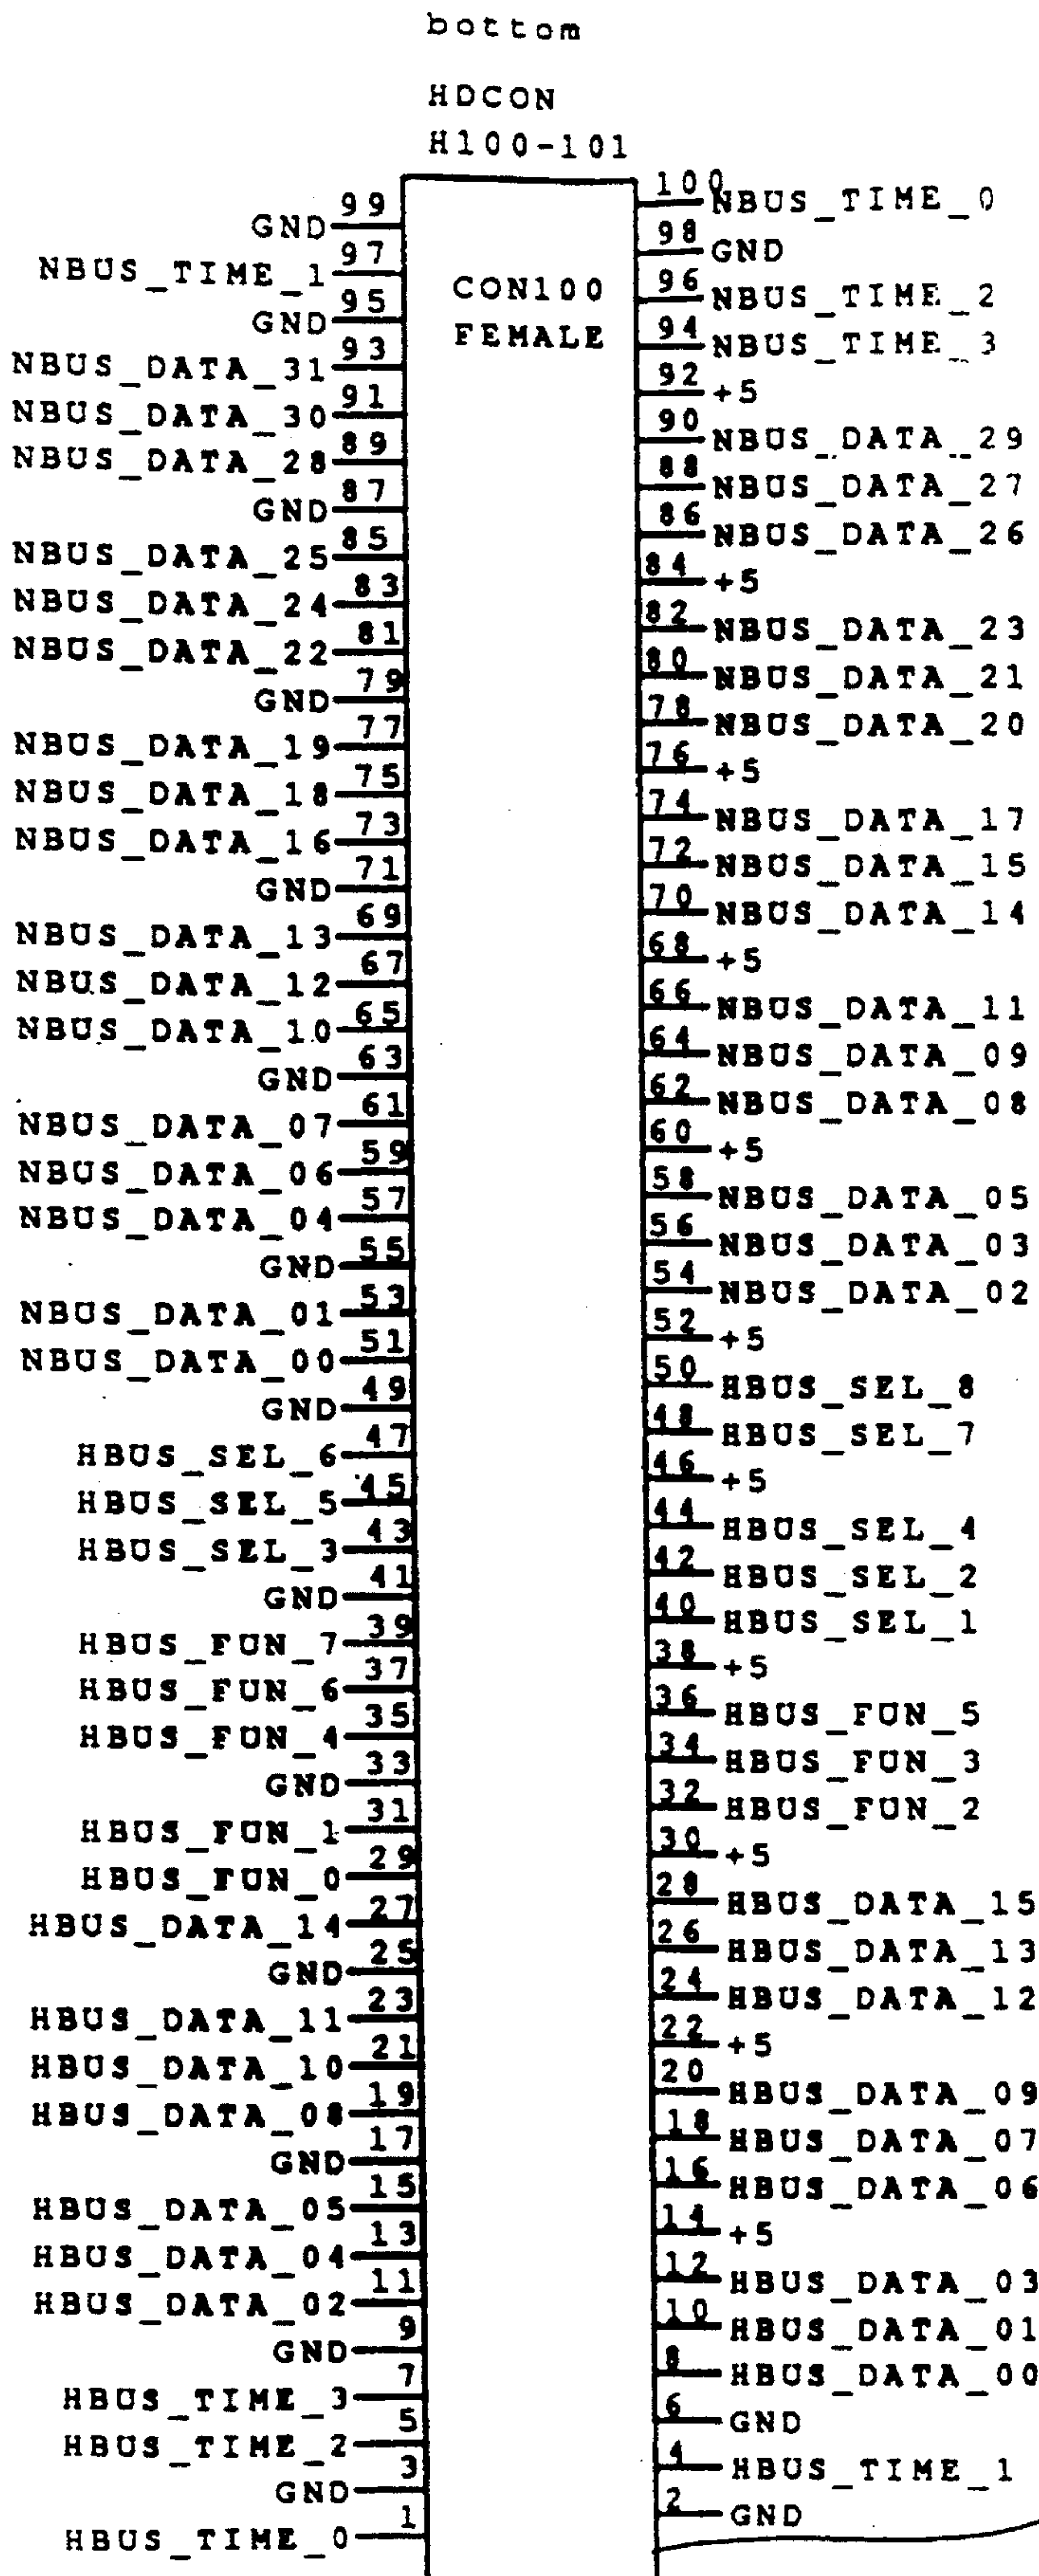 bottom
HDCON
H100-101
CON100
FEMALE
100 NBUS_TIME_0
GND 99
98 GND
NBUS_TIME_1 97
96 NBUS_TIME_2
GND 95
94 NBUS_TIME_3
NBUS_DATA_31 93
92 +5
NBUS_DATA_30 91
90 NBUS_DATA_29
NBUS_DATA_28 89
88 NBUS_DATA_27
GND 87
86 NBUS_DATA_26
NBUS_DATA_25 85
84 +5
NBUS_DATA_24 83
82 NBUS_DATA_23
NBUS_DATA_22 81
80 NBUS_DATA_21
GND 79
78 NBUS_DATA_20
NBUS_DATA_19 77
76 +5
NBUS_DATA_18 75
74 NBUS_DATA_17
NBUS_DATA_16 73
72 NBUS_DATA_15
GND 71
70 NBUS_DATA_14
NBUS_DATA_13 69
68 +5
NBUS_DATA_12 67
66 NBUS_DATA_11
NBUS_DATA_10 65
64 NBUS_DATA_09
GND 63
62 NBUS_DATA_08
NBUS_DATA_07 61
60 +5
NBUS_DATA_06 59
58 NBUS_DATA_05
NBUS_DATA_04 57
56 NBUS_DATA_03
GND 55
54 NBUS_DATA_02
NBUS_DATA_01 53
52 +5
NBUS_DATA_00 51
50 HBUS_SEL_8
GND 49
48 HBUS_SEL_7
HBUS_SEL_6 47
46 +5
HBUS_SEL_5 45
44 HBUS_SEL_4
HBUS_SEL_3 43
42 HBUS_SEL_2
GND 41
40 HBUS_SEL_1
HBUS_FUN_7 39
38 +5
HBUS_FUN_6 37
36 HBUS_FUN_5
HBUS_FUN_4 35
34 HBUS_FUN_3
GND 33
32 HBUS_FUN_2
HBUS_FUN_1 31
30 +5
HBUS_FUN_0 29
28 HBUS_DATA_15
HBUS_DATA_14 27
26 HBUS_DATA_13
GND 25
24 HBUS_DATA_12
HBUS_DATA_11 23
22 +5
HBUS_DATA_10 21
20 HBUS_DATA_09
HBUS_DATA_08 19
18 HBUS_DATA_07
GND 17
16 HBUS_DATA_06
HBUS_DATA_05 15
14 +5
HBUS_DATA_04 13
12 HBUS_DATA_03
HBUS_DATA_02 11
10 HBUS_DATA_01
GND 9
8 HBUS_DATA_00
HBUS_TIME_3 7
6 GND
HBUS_TIME_2 5
4 HBUS_TIME_1
GND 3
2 GND
HBUS_TIME_0 1